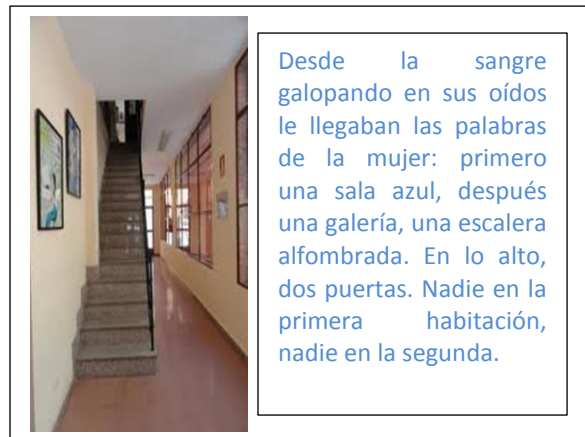 Desde la sangre
galopando en sus oídos
le llegaban las palabras
de la mujer: primero
una sala azul, después
una galería, una escalera
alfombrada. En lo alto,
dos puertas. Nadie en la
primera habitación,
nadie en la segunda.